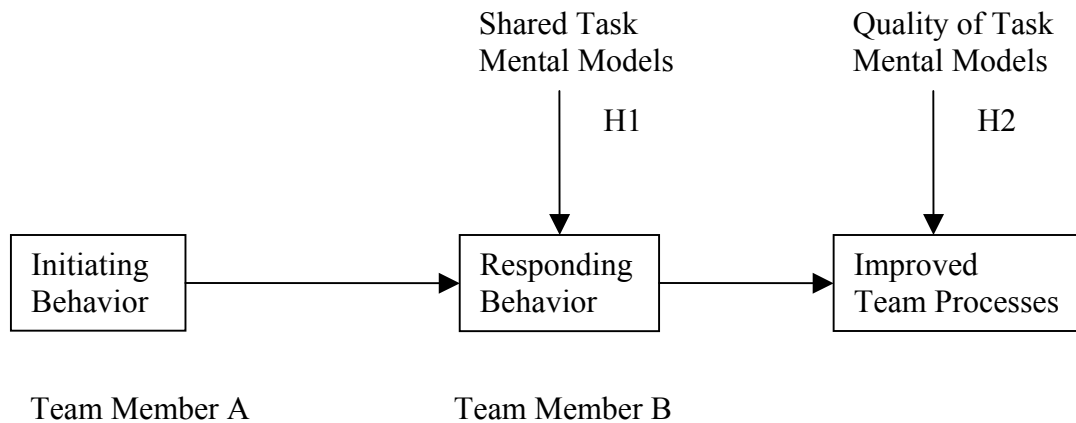 Shared Task
Mental Models
Quality of Task
Mental Models
H1
H2
Initiating
Behavior
Responding
Behavior
Improved
Team Processes
Team Member A
Team Member B